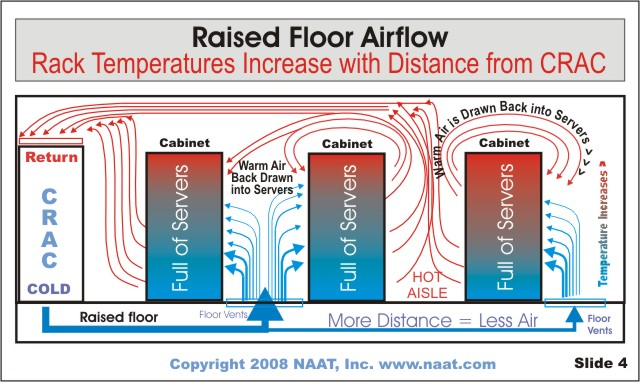 Raised Floor Airflow
Rack Temperatures Increase with Distance from CRAC
Return
CRAC
COLD
Cabinet
Full of Servers
Warm Air
Back Drawn
into Servers
Cabinet
Full of Servers
Warm Air is Drawn Back into Servers > > >
Cabinet
Full of Servers
HOT
AISLE
Temperature Increases >
Raised floor
Floor Vents
More Distance = Less Air
Floor
Vents
Copyright 2008 NAAT, Inc. www.naat.com
Slide 4